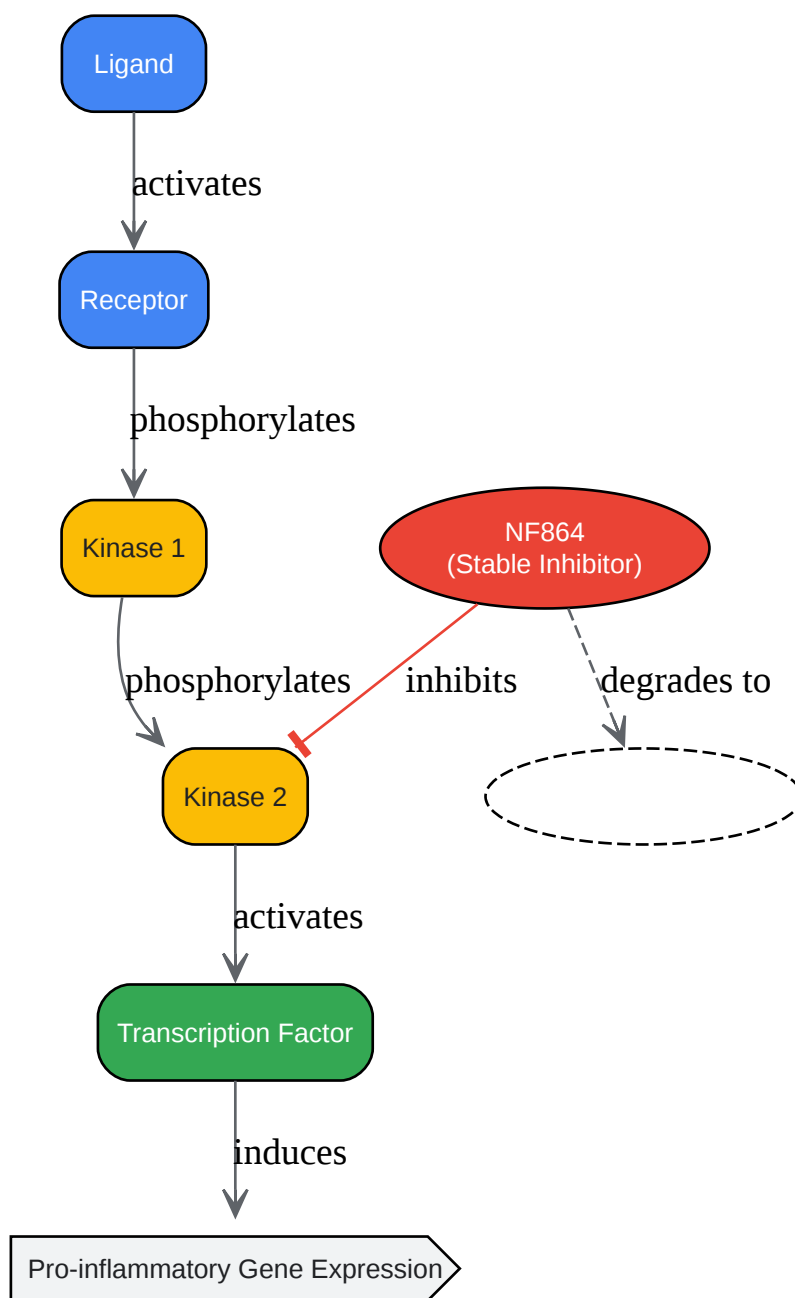 Ligand
activates
Receptor
phosphorylates
Kinase 1
NF864
(Stable Inhibitor)
phosphorylates
inhibits
degrades to
Kinase 2
activates
Transcription Factor
induces
Pro-inflammatory Gene Expression